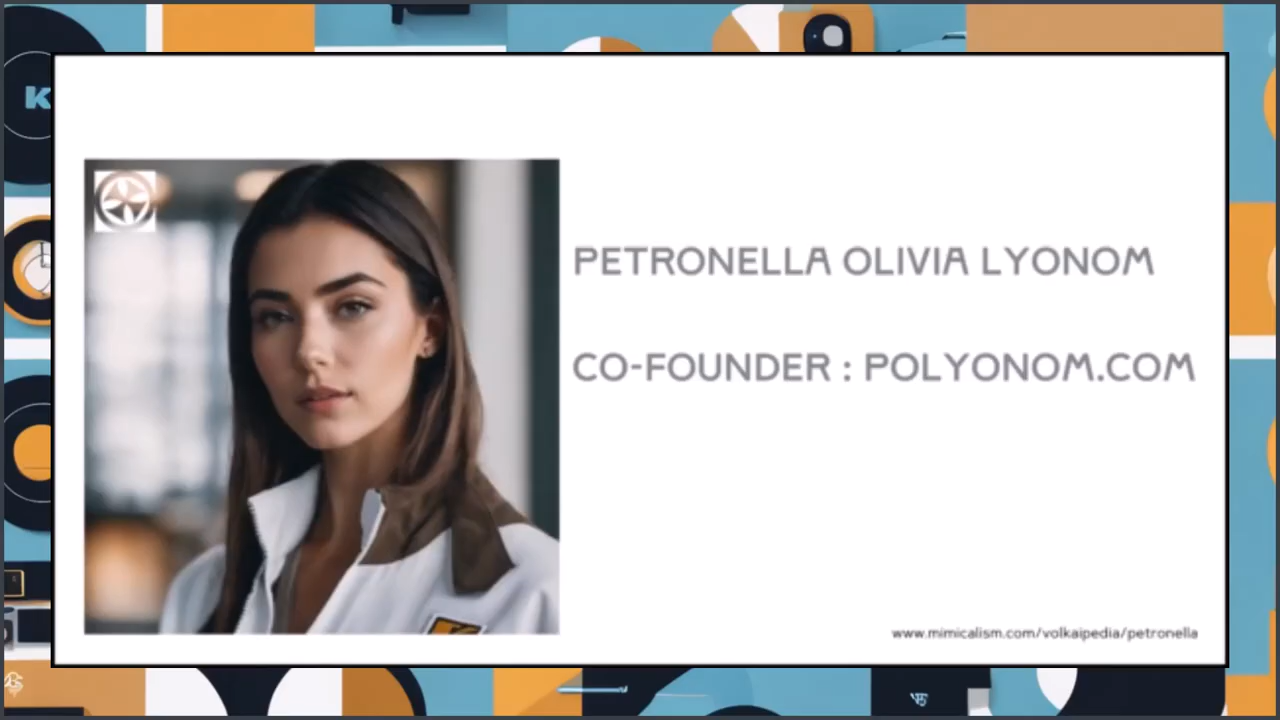 K
PETRONELLA OLIVIA LYONOM
CO-FOUNDER : POLYONOM.COM
www.mimicalism.com/volkaipedia/petronella